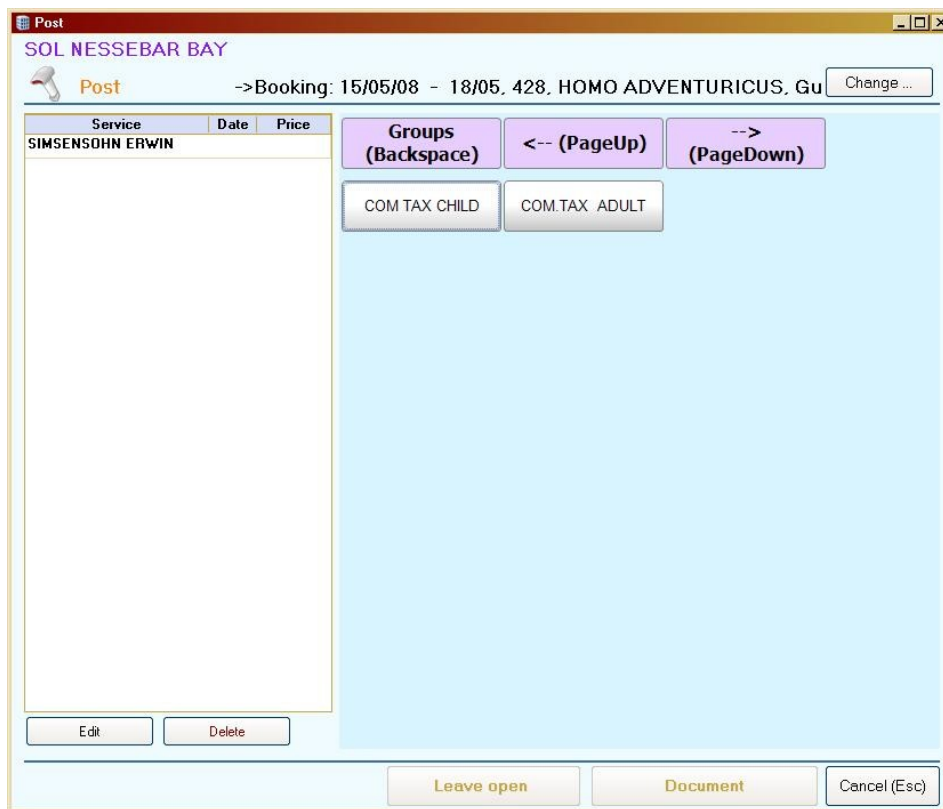 Post
SOL NESSEBAR BAY
Post ->Booking: 15/05/08 - 18/05, 428, HOMO ADVENTURICUS, Gu Change ...
Service Date Price
SIMSENSOHN ERWIN
Groups (Backspace)
<-- (PageUp)
--> (PageDown)
COM TAX CHILD COM.TAX ADULT
Edit Delete
Leave open Document Cancel (Esc)